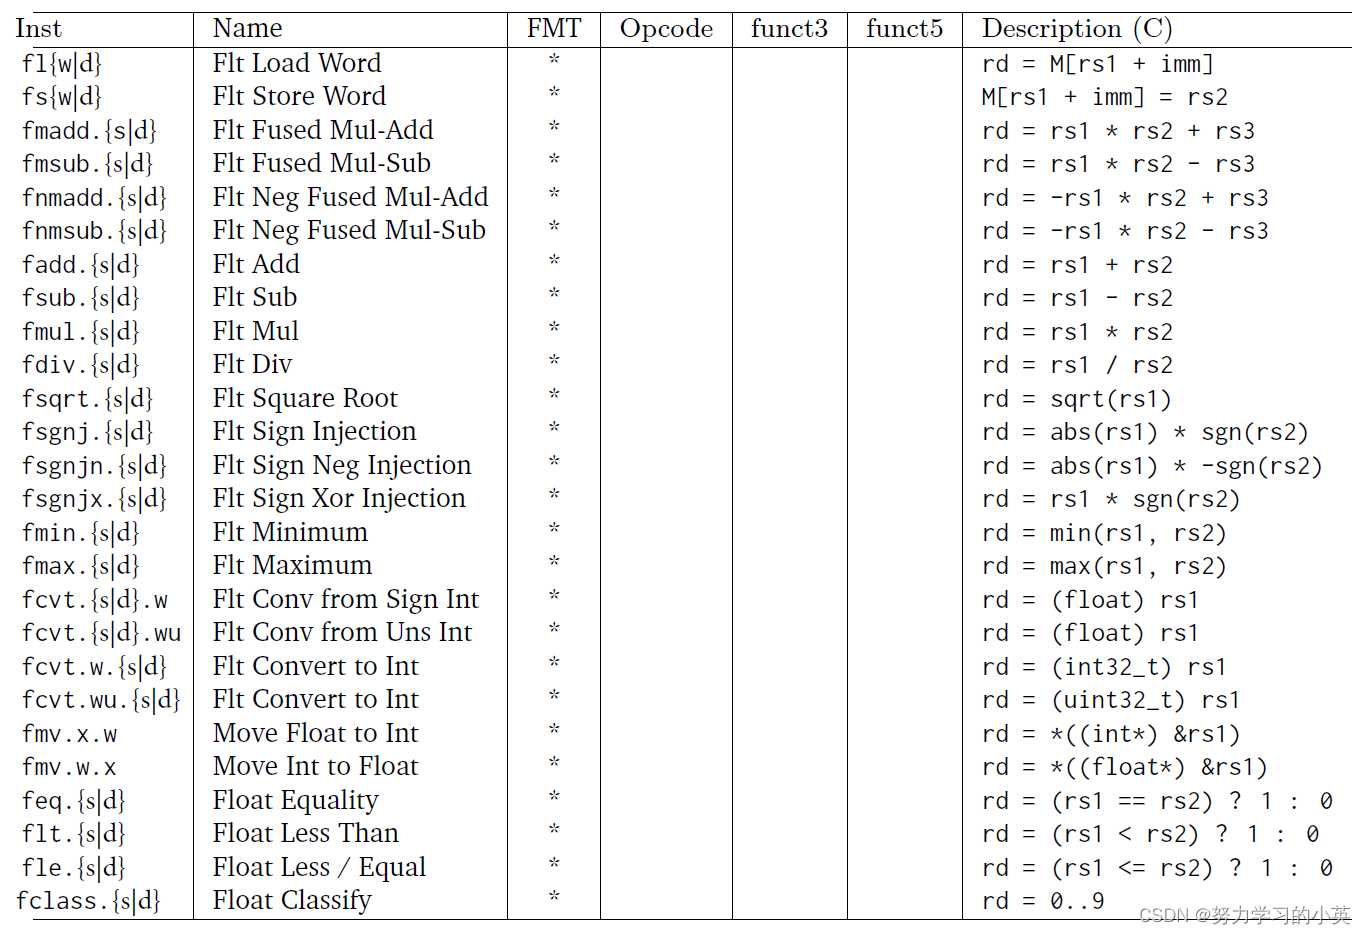 Inst Name FMT Opcode funct3 funct5 Description (C)
fl{w|d} Flt Load Word * rd = M[rs1 + imm]
fs{w|d} Flt Store Word * M[rs1 + imm] = rs2
fmadd.{s|d} Flt Fused Mul-Add * rd = rs1 * rs2 + rs3
fmsub.{s|d} Flt Fused Mul-Sub * rd = rs1 * rs2 - rs3
fnmadd.{s|d} Flt Neg Fused Mul-Add * rd = -rs1 * rs2 + rs3
fnmsub.{s|d} Flt Neg Fused Mul-Sub * rd = -rs1 * rs2 - rs3
fadd.{s|d} Flt Add * rd = rs1 + rs2
fsub.{s|d} Flt Sub * rd = rs1 - rs2
fmul.{s|d} Flt Mul * rd = rs1 * rs2
fdiv.{s|d} Flt Div * rd = rs1 / rs2
fsqrt.{s|d} Flt Square Root * rd = sqrt(rs1)
fsgnj.{s|d} Flt Sign Injection * rd = abs(rs1) * sgn(rs2)
fsgnjn.{s|d} Flt Sign Neg Injection * rd = abs(rs1) * -sgn(rs2)
fsgnjx.{s|d} Flt Sign Xor Injection * rd = rs1 * sgn(rs2)
fmin.{s|d} Flt Minimum * rd = min(rs1, rs2)
fmax.{s|d} Flt Maximum * rd = max(rs1, rs2)
fcvt.{s|d}.w Flt Conv from Sign Int * rd = (float) rs1
fcvt.{s|d}.wu Flt Conv from Uns Int * rd = (float) rs1
fcvt.w.{s|d} Flt Convert to Int * rd = (int32_t) rs1
fcvt.wu.{s|d} Flt Convert to Int * rd = (uint32_t) rs1
fmv.x.w Move Float to Int * rd = *((int*) &rs1)
fmv.w.x Move Int to Float * rd = *((float*) &rs1)
feq.{s|d} Float Equality * rd = (rs1 == rs2) ? 1 : 0
flt.{s|d} Float Less Than * rd = (rs1 < rs2) ? 1 : 0
fle.{s|d} Float Less / Equal * rd = (rs1 <= rs2) ? 1 : 0
fclass.{s|d} Float Classify * rd = 0..9
CSDN @努力学习的小英